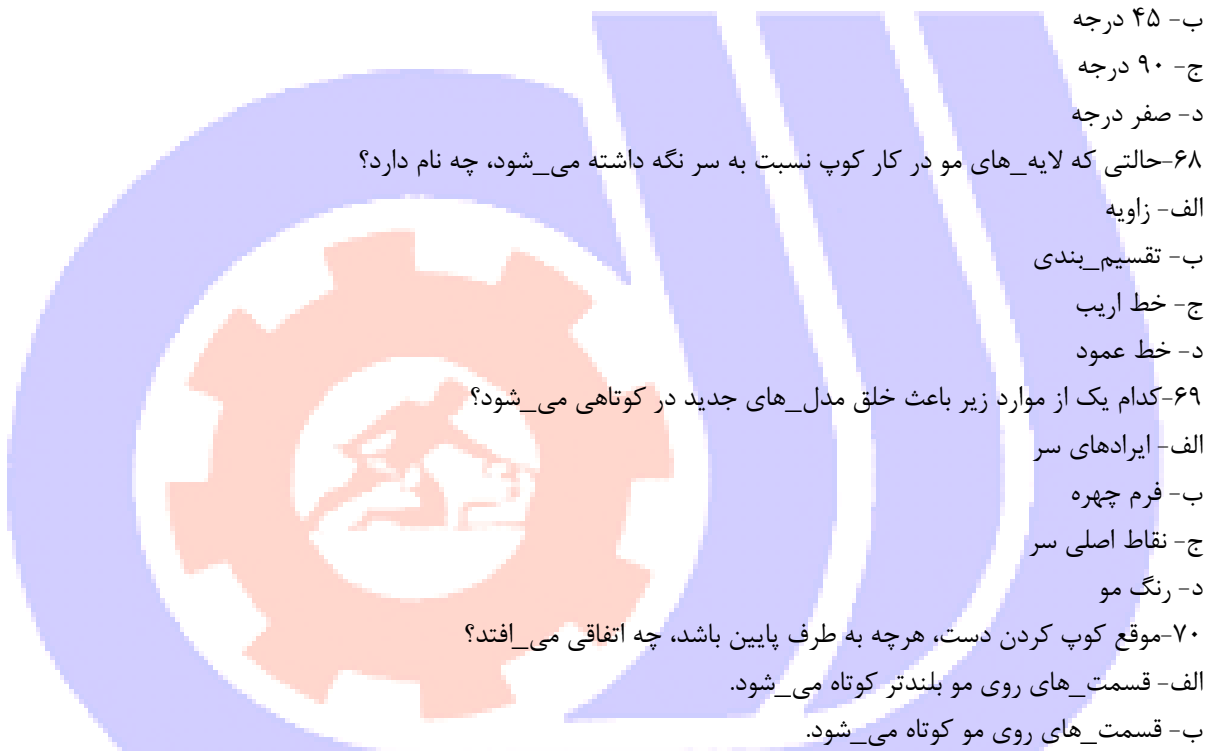 ب- ۴۵ درجه
ج- ۹۰ درجه
د- صفر درجه
۶۸-حالتی که لایه_های مو در کار کوپ نسبت به سر نگه داشته می_شود، چه نام دارد؟
الف- زاویه
ب- تقسیم_بندی
ج- خط اریب
د- خط عمود
۶۹-کدام یک از موارد زیر باعث خلق مدل_های جدید در کوتاهی می_شود؟
الف- ایرادهای سر
ب- فرم چهره
ج- نقاط اصلی سر
د- رنگ مو
۷۰-موقع کوپ کردن دست، هرچه به طرف پایین باشد، چه اتفاقی می_افتد؟
الف- قسمت_های روی مو بلندتر کوتاه می_شود.
ب- قسمت_های روی مو کوتاه می_شود.